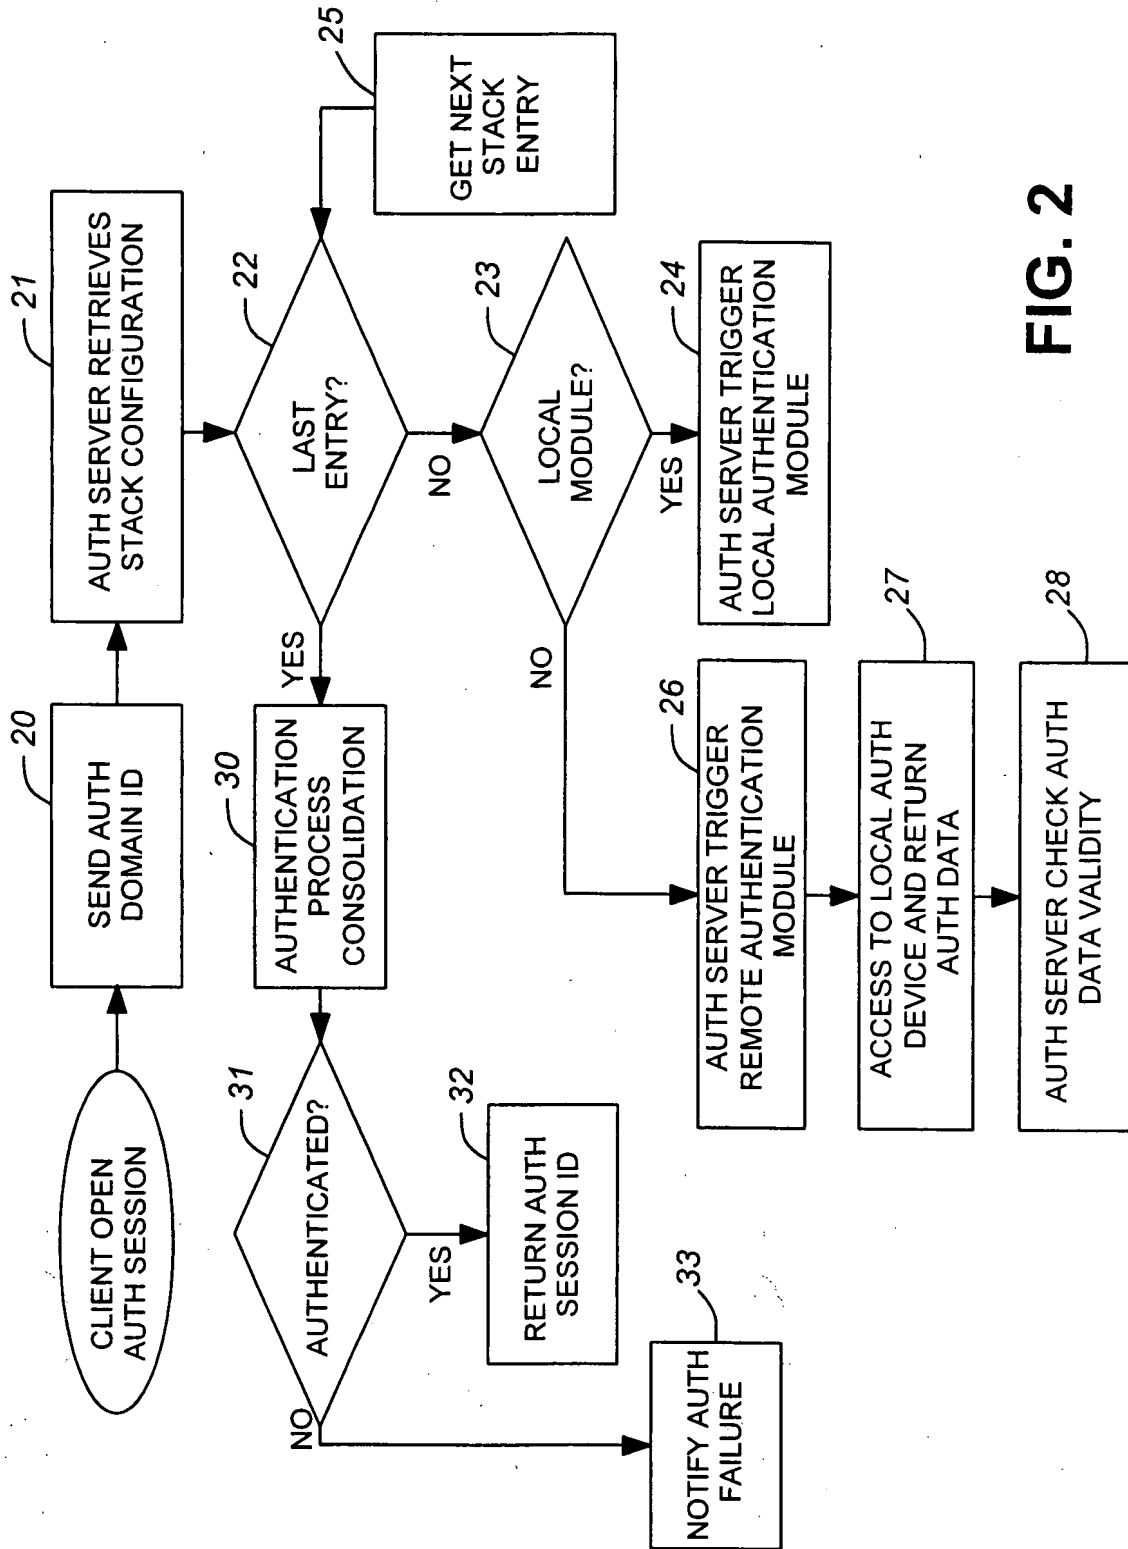 CLIENT OPEN
AUTH SESSION
20
SEND AUTH
DOMAIN ID
21
AUTH SERVER RETRIEVES
STACK CONFIGURATION
22
LAST
ENTRY?
YES
NO
25
GET NEXT
STACK
ENTRY
30
AUTHENTICATION
PROCESS
CONSOLIDATION
31
AUTHENTICATED?
NO
YES
32
RETURN AUTH
SESSION ID
33
NOTIFY AUTH
FAILURE
23
LOCAL
MODULE?
NO
YES
24
AUTH SERVER TRIGGER
LOCAL AUTHENTICATION
MODULE
26
AUTH SERVER TRIGGER
REMOTE AUTHENTICATION
MODULE
27
ACCESS TO LOCAL AUTH
DEVICE AND RETURN
AUTH DATA
28
AUTH SERVER CHECK AUTH
DATA VALIDITY
FIG. 2